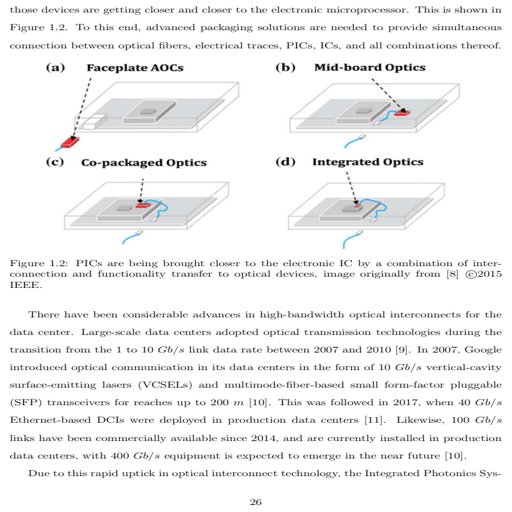 those devices are getting closer and closer to the electronic microprocessor. This is shown in
Figure 1.2. To this end, advanced packaging solutions are needed to provide simultaneous
connection between optical fibers, electrical traces, PICs, ICs, and all combinations thereof.
(a) Faceplate AOCs
(b) Mid-board Optics
(c) Co-packaged Optics
(d) Integrated Optics
Figure 1.2: PICs are being brought closer to the electronic IC by a combination of inter-
connection and functionality transfer to optical devices, image originally from [8] ©2015
IEEE.
There have been considerable advances in high-bandwidth optical interconnects for the
data center. Large-scale data centers adopted optical transmission technologies during the
transition from the 1 to 10 Gb/s link data rate between 2007 and 2010 [9]. In 2007, Google
introduced optical communication in its data centers in the form of 10 Gb/s vertical-cavity
surface-emitting lasers (VCSELs) and multimode-fiber-based small form-factor pluggable
(SFP) transceivers for reaches up to 200 m [10]. This was followed in 2017, when 40 Gb/s
Ethernet-based DCIs were deployed in production data centers [11]. Likewise, 100 Gb/s
links have been commercially available since 2014, and are currently installed in production
data centers, with 400 Gb/s equipment is expected to emerge in the near future [10].
Due to this rapid uptick in optical interconnect technology, the Integrated Photonics Sys-
26